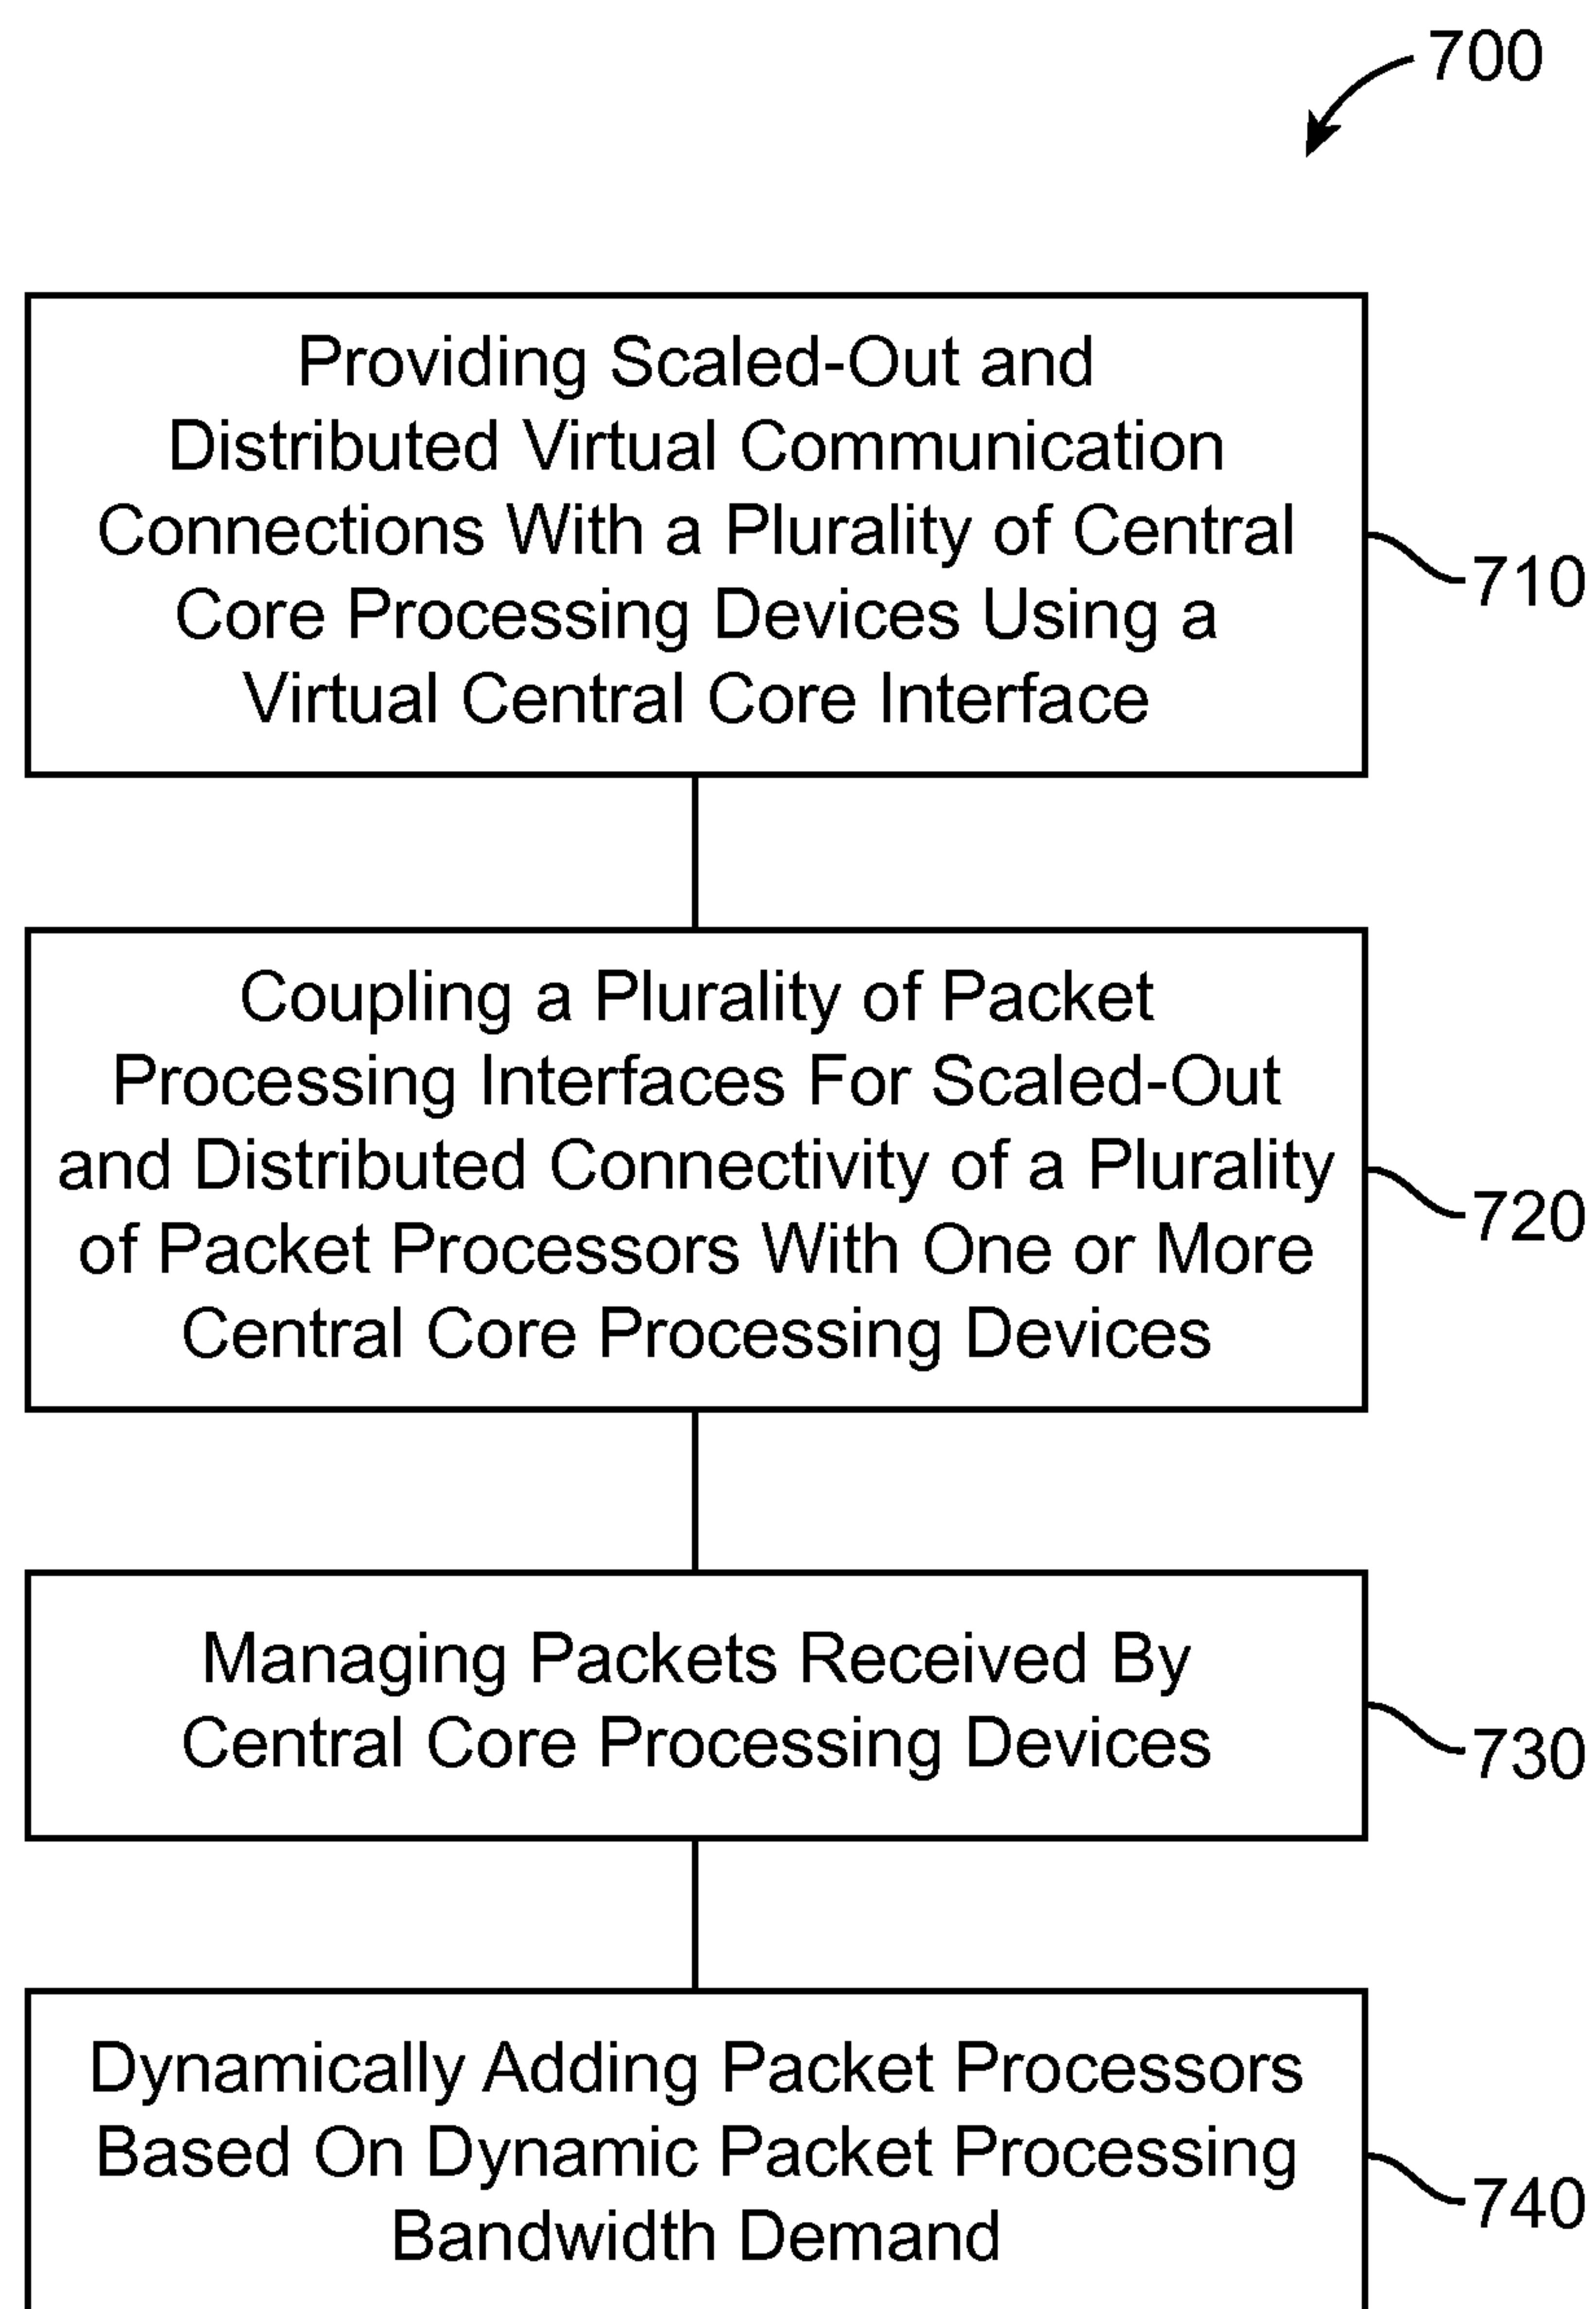 700
Providing Scaled-Out and
Distributed Virtual Communication
Connections With a Plurality of Central
Core Processing Devices Using a
Virtual Central Core Interface
710
Coupling a Plurality of Packet
Processing Interfaces For Scaled-Out
and Distributed Connectivity of a Plurality
of Packet Processors With One or More
Central Core Processing Devices
720
Managing Packets Received By
Central Core Processing Devices
730
Dynamically Adding Packet Processors
Based On Dynamic Packet Processing
Bandwidth Demand
740